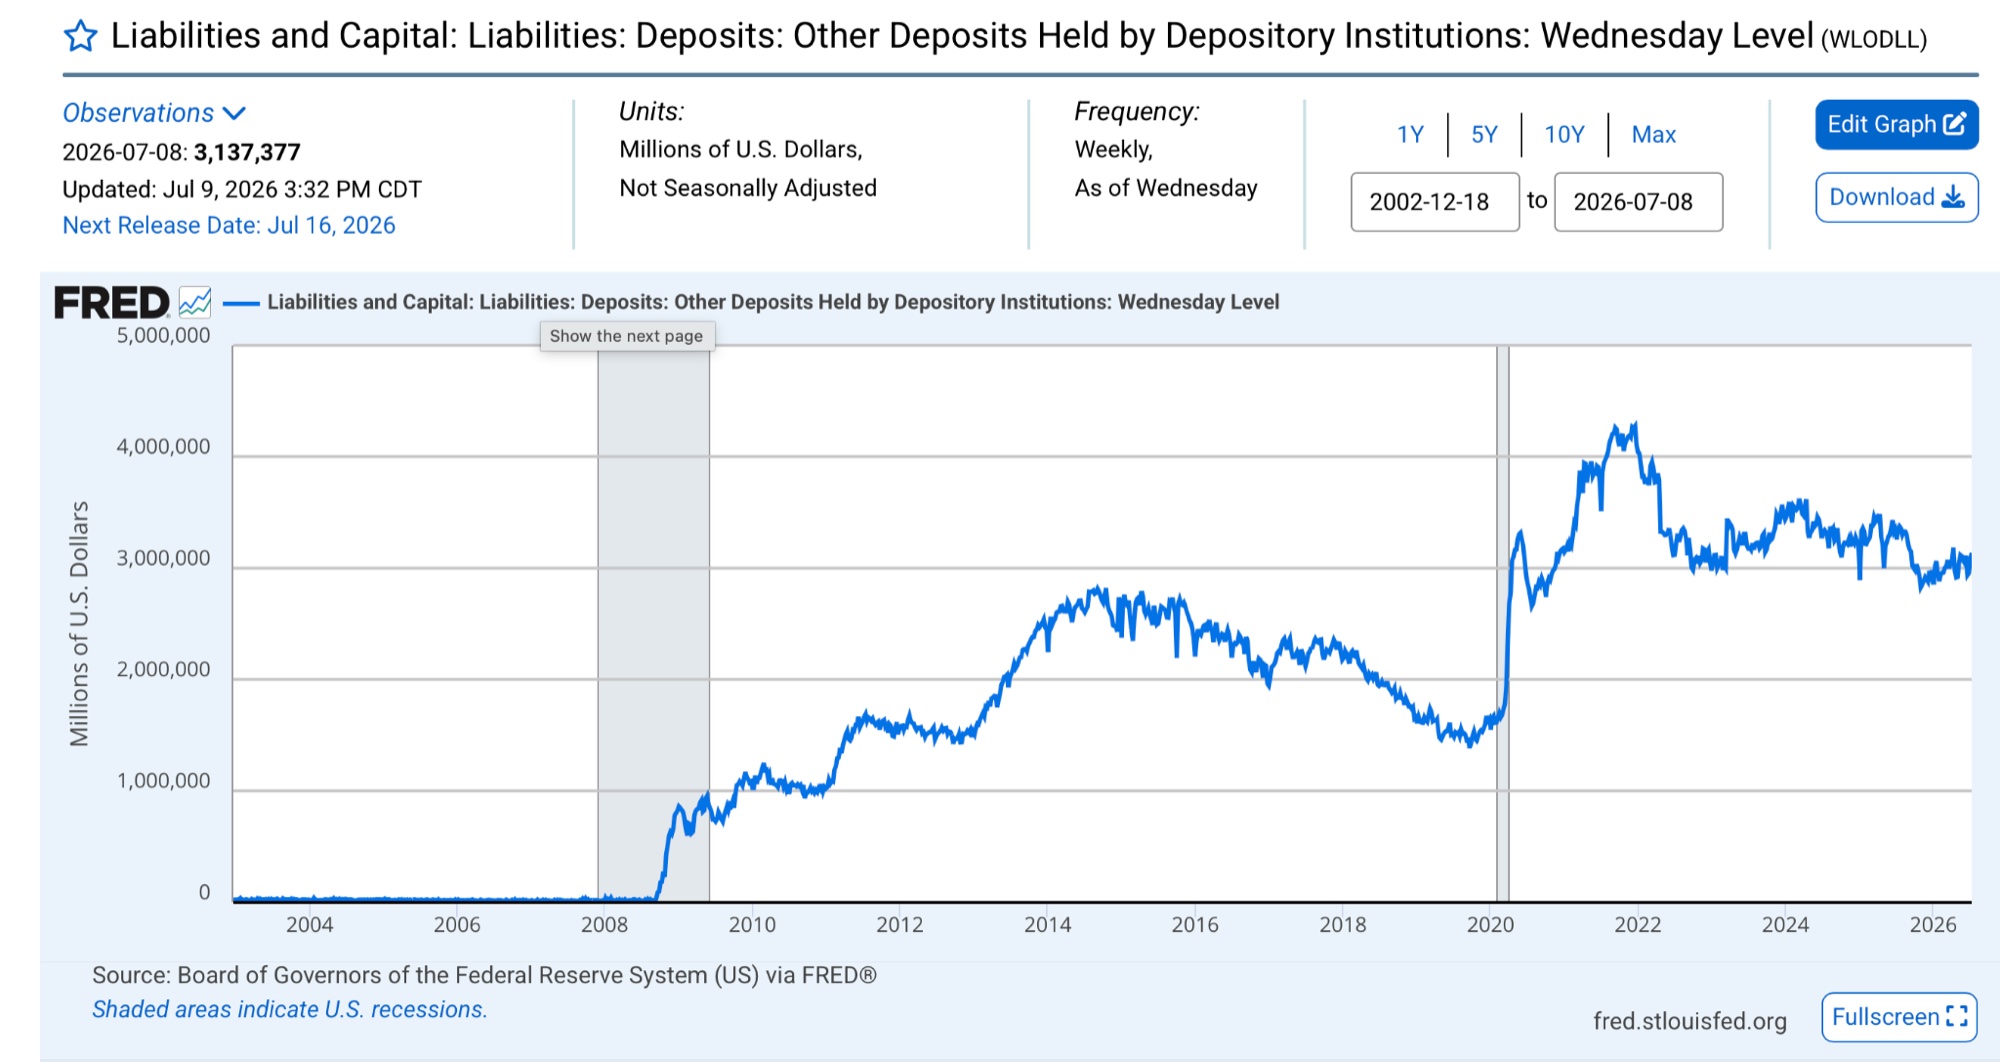 Liabilities and Capital: Liabilities: Deposits: Other Deposits Held by Depository Institutions: Wednesday Level (WLODLL)
Observations
2026-07-08: 3,137,377
Updated: Jul 9, 2026 3:32 PM CDT
Next Release Date: Jul 16, 2026
Units:
Millions of U.S. Dollars,
Not Seasonally Adjusted
Frequency:
Weekly,
As of Wednesday
1Y | 5Y | 10Y | Max
2002-12-18 to 2026-07-08
Edit Graph
Download
FRED Liabilities and Capital: Liabilities: Deposits: Other Deposits Held by Depository Institutions: Wednesday Level
Show the next page
Millions of U.S. Dollars
5,000,000
4,000,000
3,000,000
2,000,000
1,000,000
0
2004 2006 2008 2010 2012 2014 2016 2018 2020 2022 2024 2026
Source: Board of Governors of the Federal Reserve System (US) via FRED®
Shaded areas indicate U.S. recessions.
fred.stlouisfed.org
Fullscreen